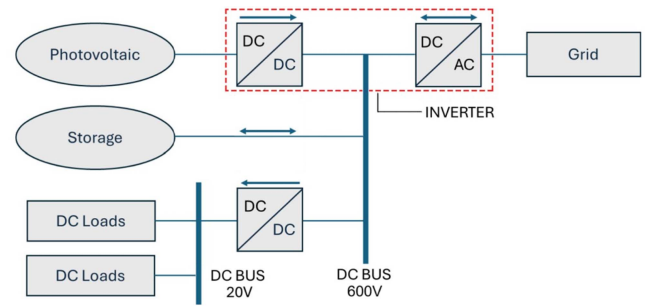 Photovoltaic
DC
DC
DC
AC
Grid
INVERTER
Storage
DC Loads
DC
DC
DC Loads
DC BUS
20V
DC BUS
600V